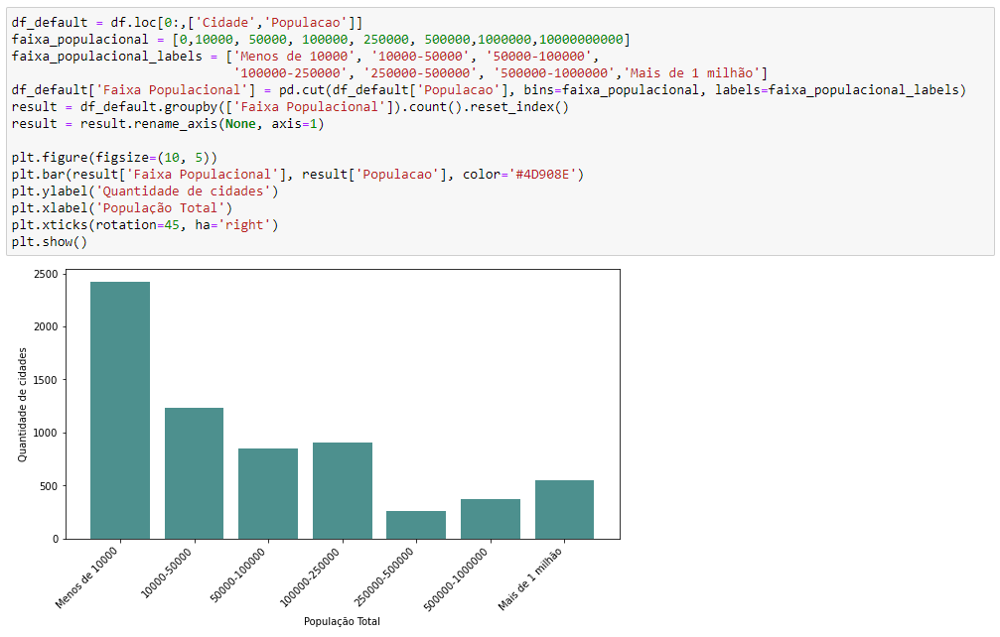 df_default = df.loc[0:,['Cidade','Populacao']]
faixa_populacional = [0,10000, 50000, 100000, 250000, 500000,1000000,10000000000]
faixa_populacional_labels = ['Menos de 10000', '10000-50000', '50000-100000',
'100000-250000', '250000-500000', '500000-1000000','Mais de 1 milhão']
df_default['Faixa Populacional'] = pd.cut(df_default['Populacao'], bins=faixa_populacional, labels=faixa_populacional_labels)
result = df_default.groupby(['Faixa Populacional']).count().reset_index()
result = result.rename_axis(None, axis=1)
plt.figure(figsize=(10, 5))
plt.bar(result['Faixa Populacional'], result['Populacao'], color='#4D908E')
plt.ylabel('Quantidade de cidades')
plt.xlabel('População Total')
plt.xticks(rotation=45, ha='right')
plt.show()
Quantidade de cidades
2500
2000
1500
1000
500
0
Menos de 10000
10000-50000
50000-100000
100000-250000
250000-500000
500000-1000000
Mais de 1 milhão
População Total